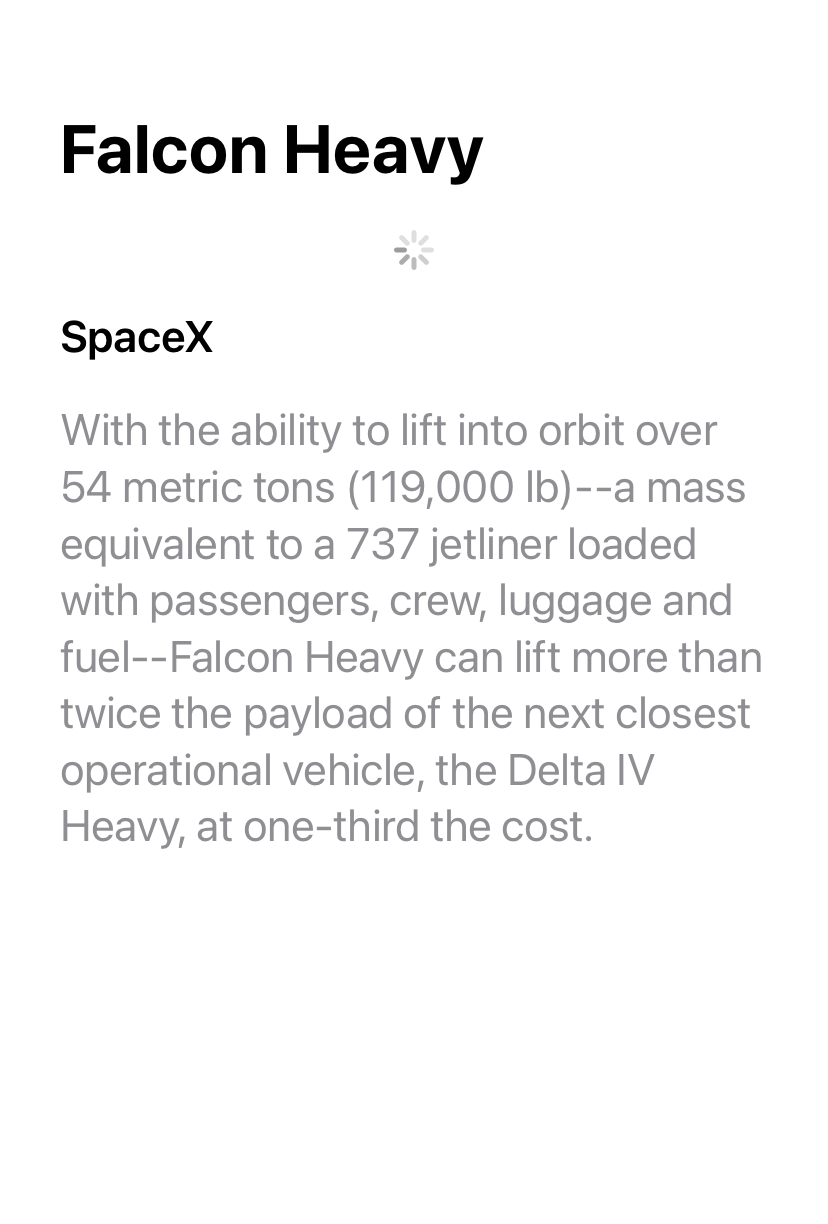 Falcon Heavy
SpaceX
With the ability to lift into orbit over
54 metric tons (119,000 lb)--a mass
equivalent to a 737 jetliner loaded
with passengers, crew, luggage and
fuel--Falcon Heavy can lift more than
twice the payload of the next closest
operational vehicle, the Delta IV
Heavy, at one-third the cost.